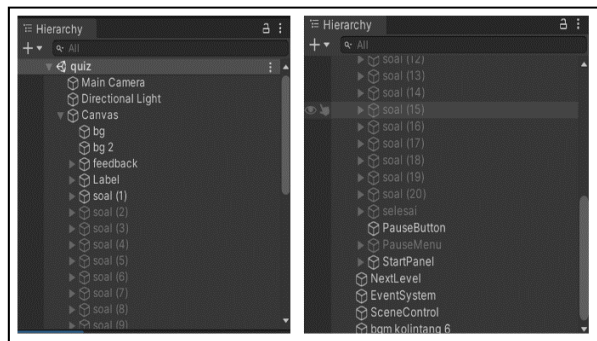 Hierarchy
All
quiz
Main Camera
Directional Light
Canvas
bg
bg 2
feedback
Label
soal (1)
soal (2)
soal (3)
soal (4)
soal (5)
soal (6)
soal (7)
soal (8)
soal (9)
Hierarchy
All
soal (12)
soal (13)
soal (14)
soal (15)
soal (16)
soal (17)
soal (18)
soal (19)
soal (20)
selesai
PauseButton
PauseMenu
StartPanel
NextLevel
EventSystem
SceneControl
bgm kolintang 6